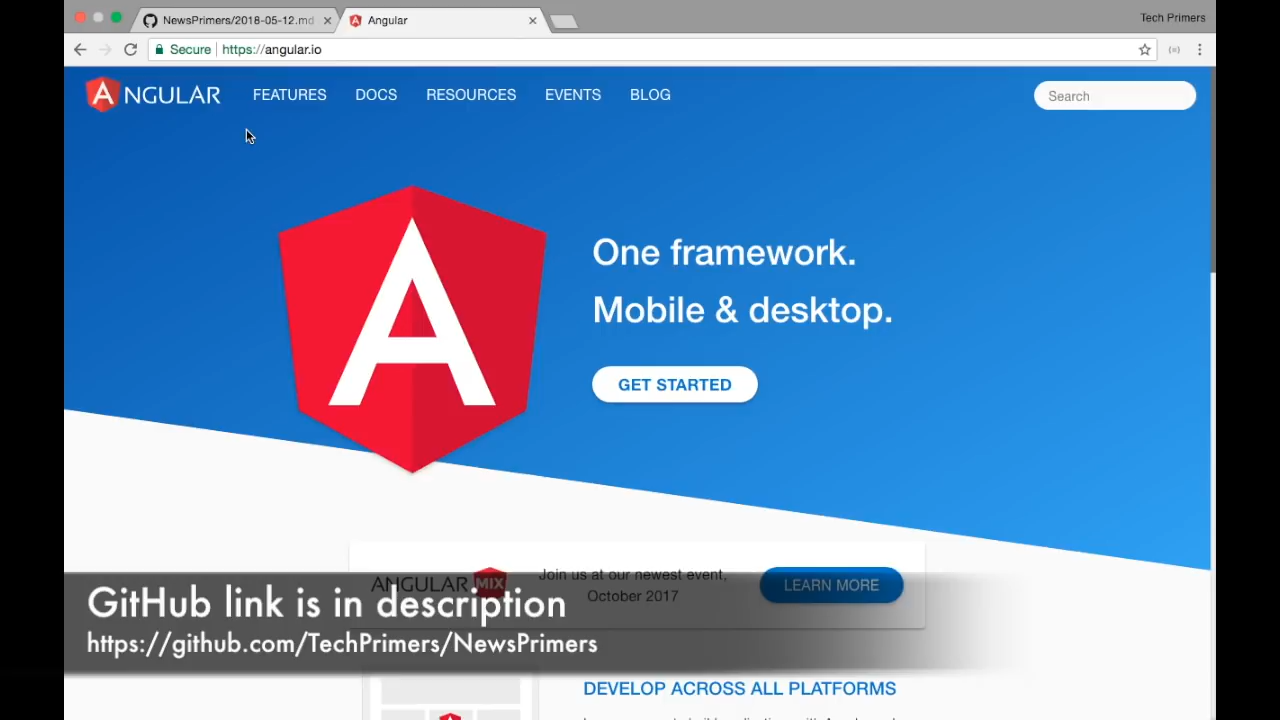 NewsPrimers/2018-05-12.md
Angular
Tech Primers
Secure https://angular.io
ANGULAR
FEATURES DOCS RESOURCES EVENTS BLOG
Search
One framework.
Mobile & desktop.
GET STARTED
ANGULAR MIX
Join us at our newest event,
October 2017
LEARN MORE
GitHub link is in description
https://github.com/TechPrimers/NewsPrimers
DEVELOP ACROSS ALL PLATFORMS